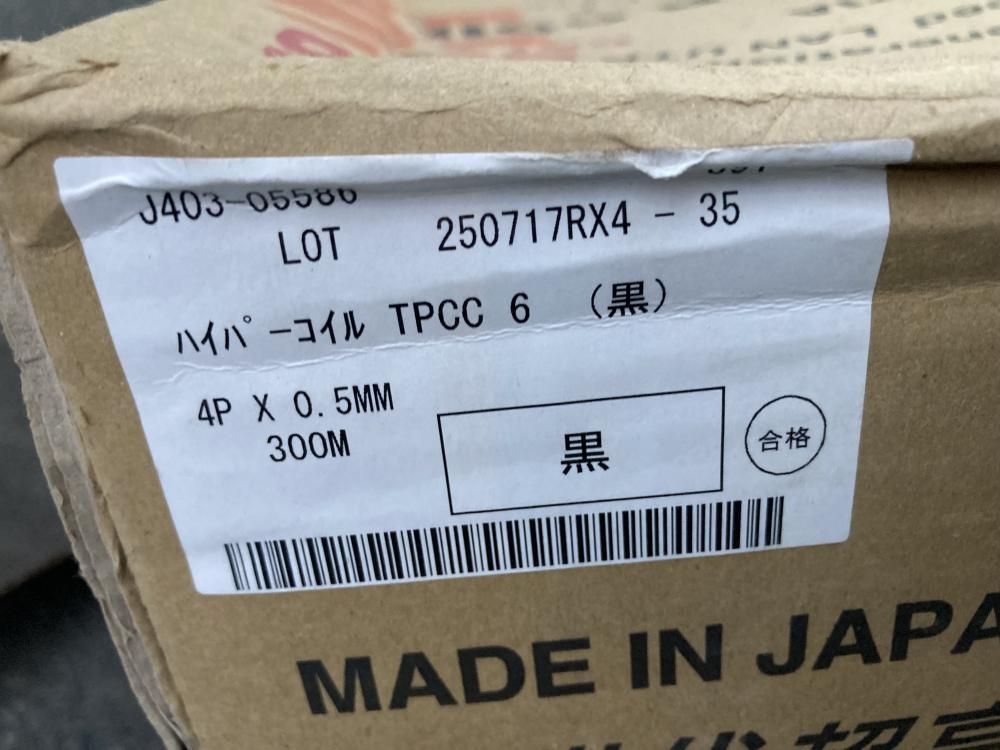 J403-05586
LOT 250717RX4 - 35
ﾊｲﾊﾟｰｺｲﾙ TPCC 6 （黒）
4P X 0.5MM
300M
黒
合格
MADE IN JAPA